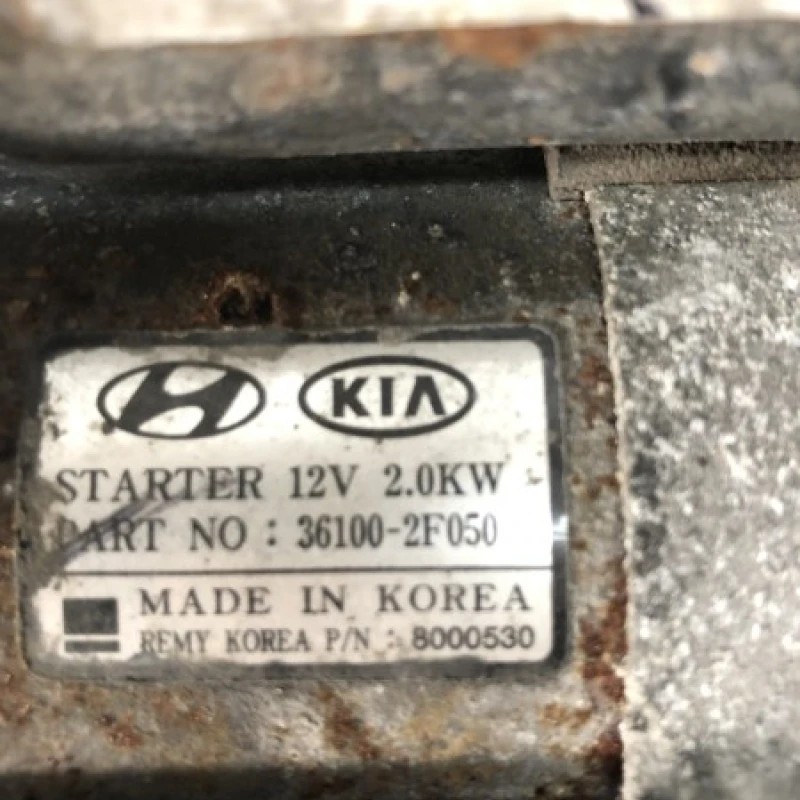 KIA
STARTER 12V 2.0KW
PART NO : 36100-2F050
MADE IN KOREA
REMY KOREA P/N : 8000530